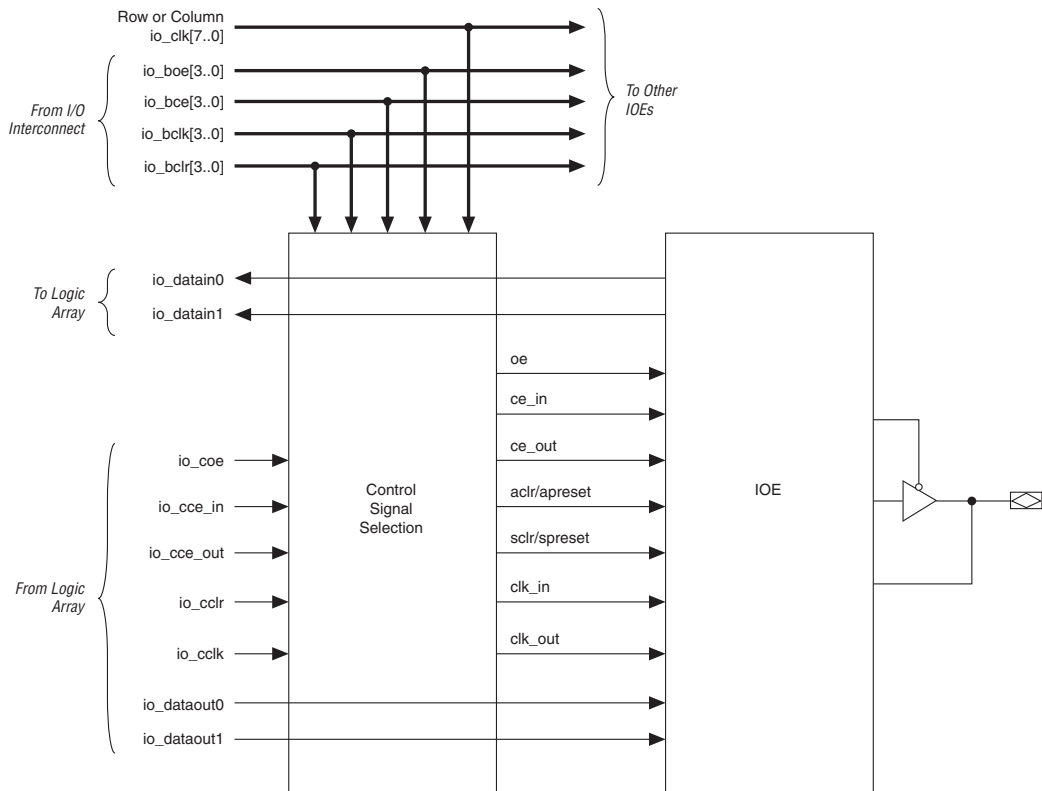 Row or Column
io_clk[7..0]
io_boe[3..0]
io_bce[3..0]
io_bclk[3..0]
io_bclr[3..0]
From I/O
Interconnect
To Other
IOEs
io_datain0
io_datain1
To Logic
Array
oe
ce_in
ce_out
aclr/apreset
sclr/spreset
clk_in
clk_out
io_coe
io_cce_in
io_cce_out
io_cclr
io_cclk
io_dataout0
io_dataout1
From Logic
Array
Control
Signal
Selection
IOE